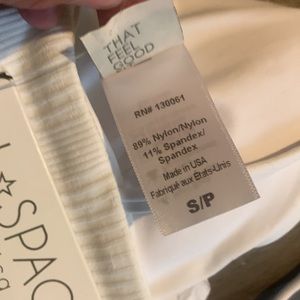 THAT
FEEL
GOOD
RN# 130061
89% Nylon/Nylon
11% Spandex/
Spandex
Made in USA
Fabriqué aux États-Unis
S/P
L☆SPAC